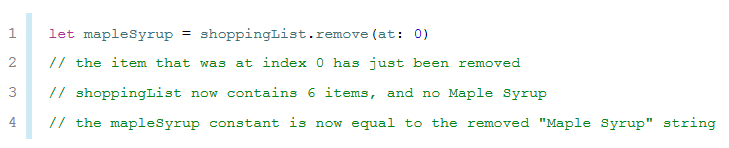 1 let mapleSyrup = shoppingList.remove(at: 0)
2 // the item that was at index 0 has just been removed
3 // shoppingList now contains 6 items, and no Maple Syrup
4 // the mapleSyrup constant is now equal to the removed "Maple Syrup" string